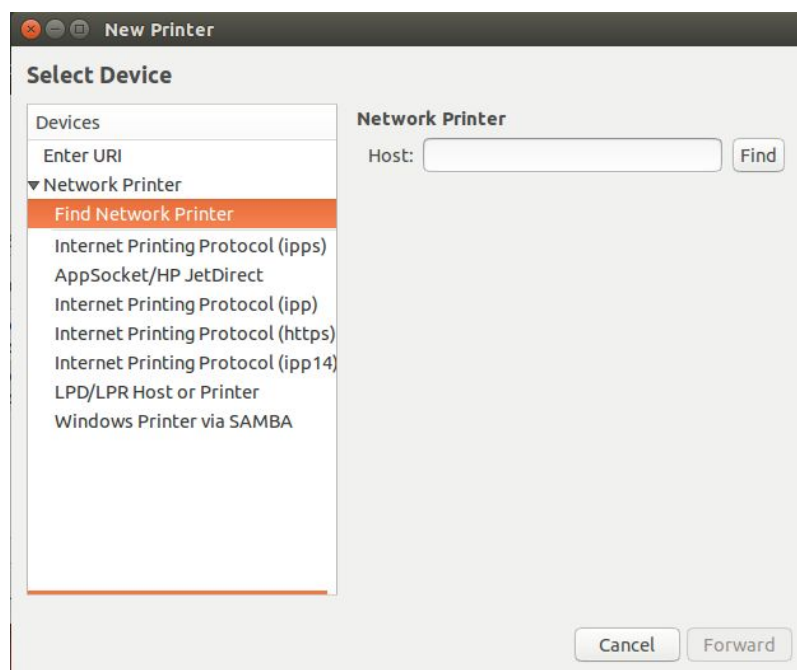 New Printer
Select Device
Devices
Enter URI
Network Printer
Find Network Printer
Internet Printing Protocol (ipps)
AppSocket/HP JetDirect
Internet Printing Protocol (ipp)
Internet Printing Protocol (https)
Internet Printing Protocol (ipp14)
LPD/LPR Host or Printer
Windows Printer via SAMBA
Network Printer
Host:
Find
Cancel
Forward